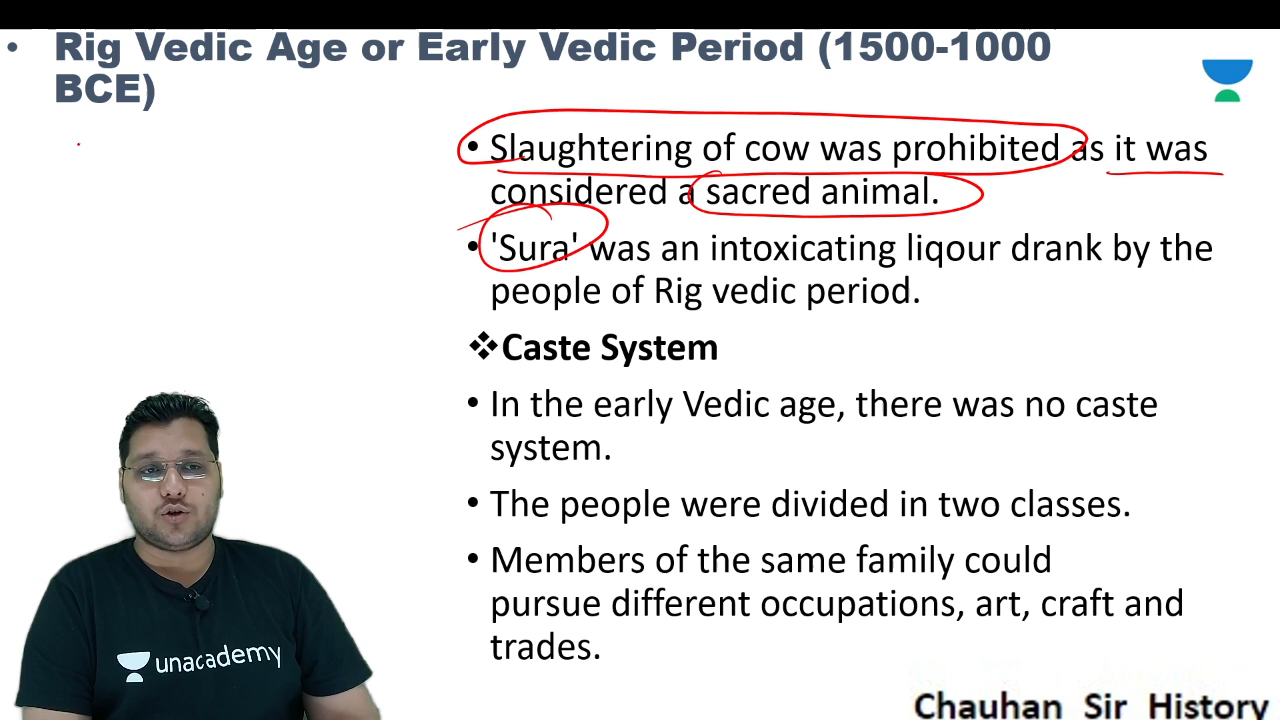 • Rig Vedic Age or Early Vedic Period (1500-1000
BCE)
• Slaughtering of cow was prohibited as it was
considered a sacred animal.
• 'Sura' was an intoxicating liqour drank by the
people of Rig vedic period.
❖Caste System
• In the early Vedic age, there was no caste
system.
• The people were divided in two classes.
• Members of the same family could
pursue different occupations, art, craft and
trades.
unacademy
Chauhan Sir History